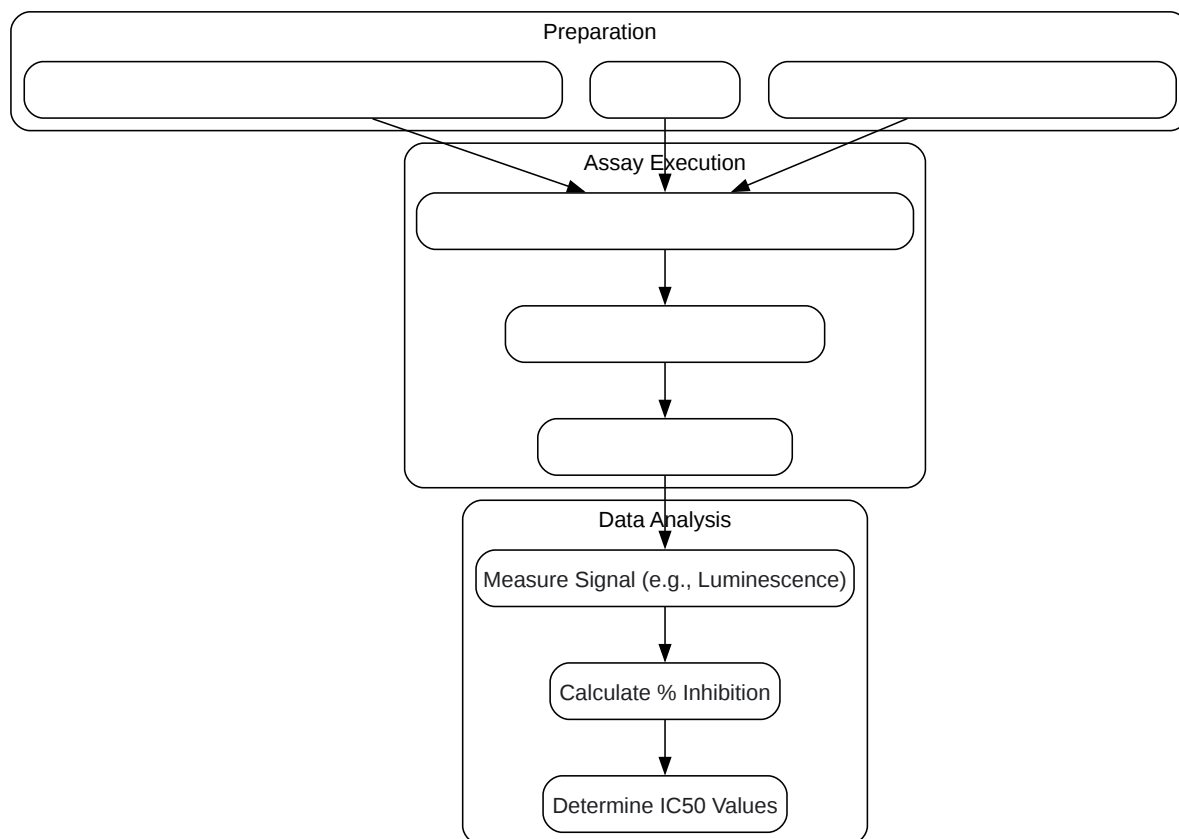 Preparation
Assay Execution
Data Analysis
Measure Signal (e.g., Luminescence)
Calculate % Inhibition
Determine IC50 Values